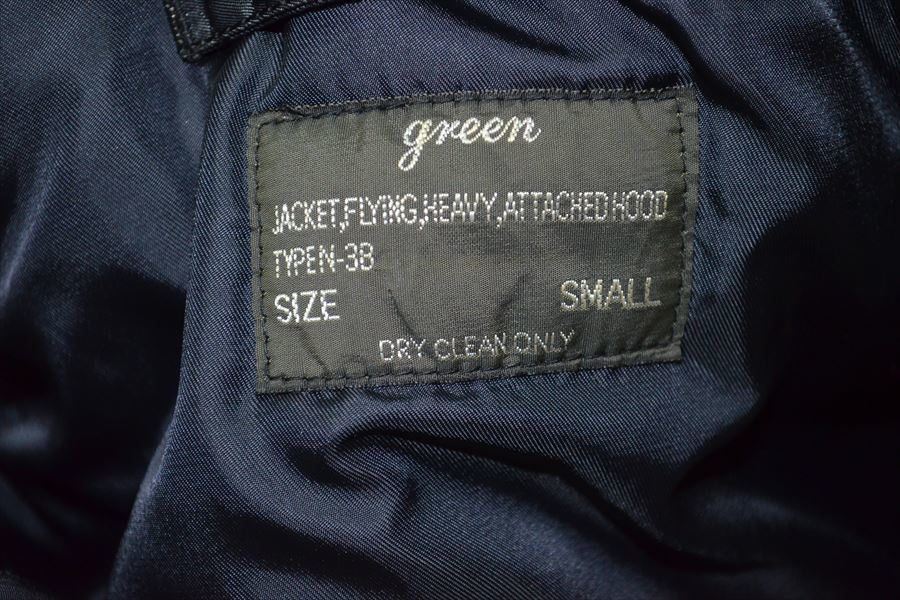 green
JACKET,FLYING,HEAVY,ATTACHED HOOD
TYPE N-3B
SIZE SMALL
DRY CLEAN ONLY